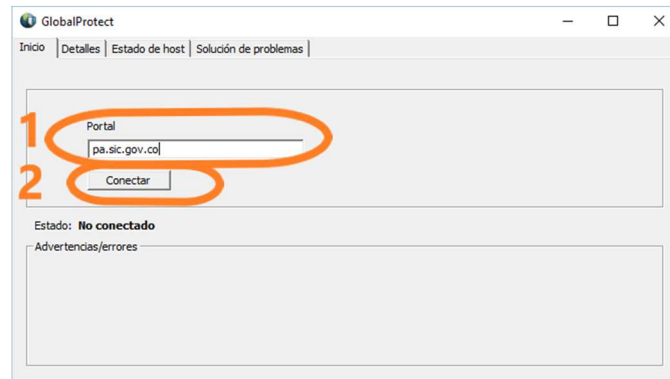 GlobalProtect
Inicio Detalles Estado de host Solución de problemas
1
Portal
pa.sic.gov.co
2
Conectar
Estado: No conectado
Advertencias/errores